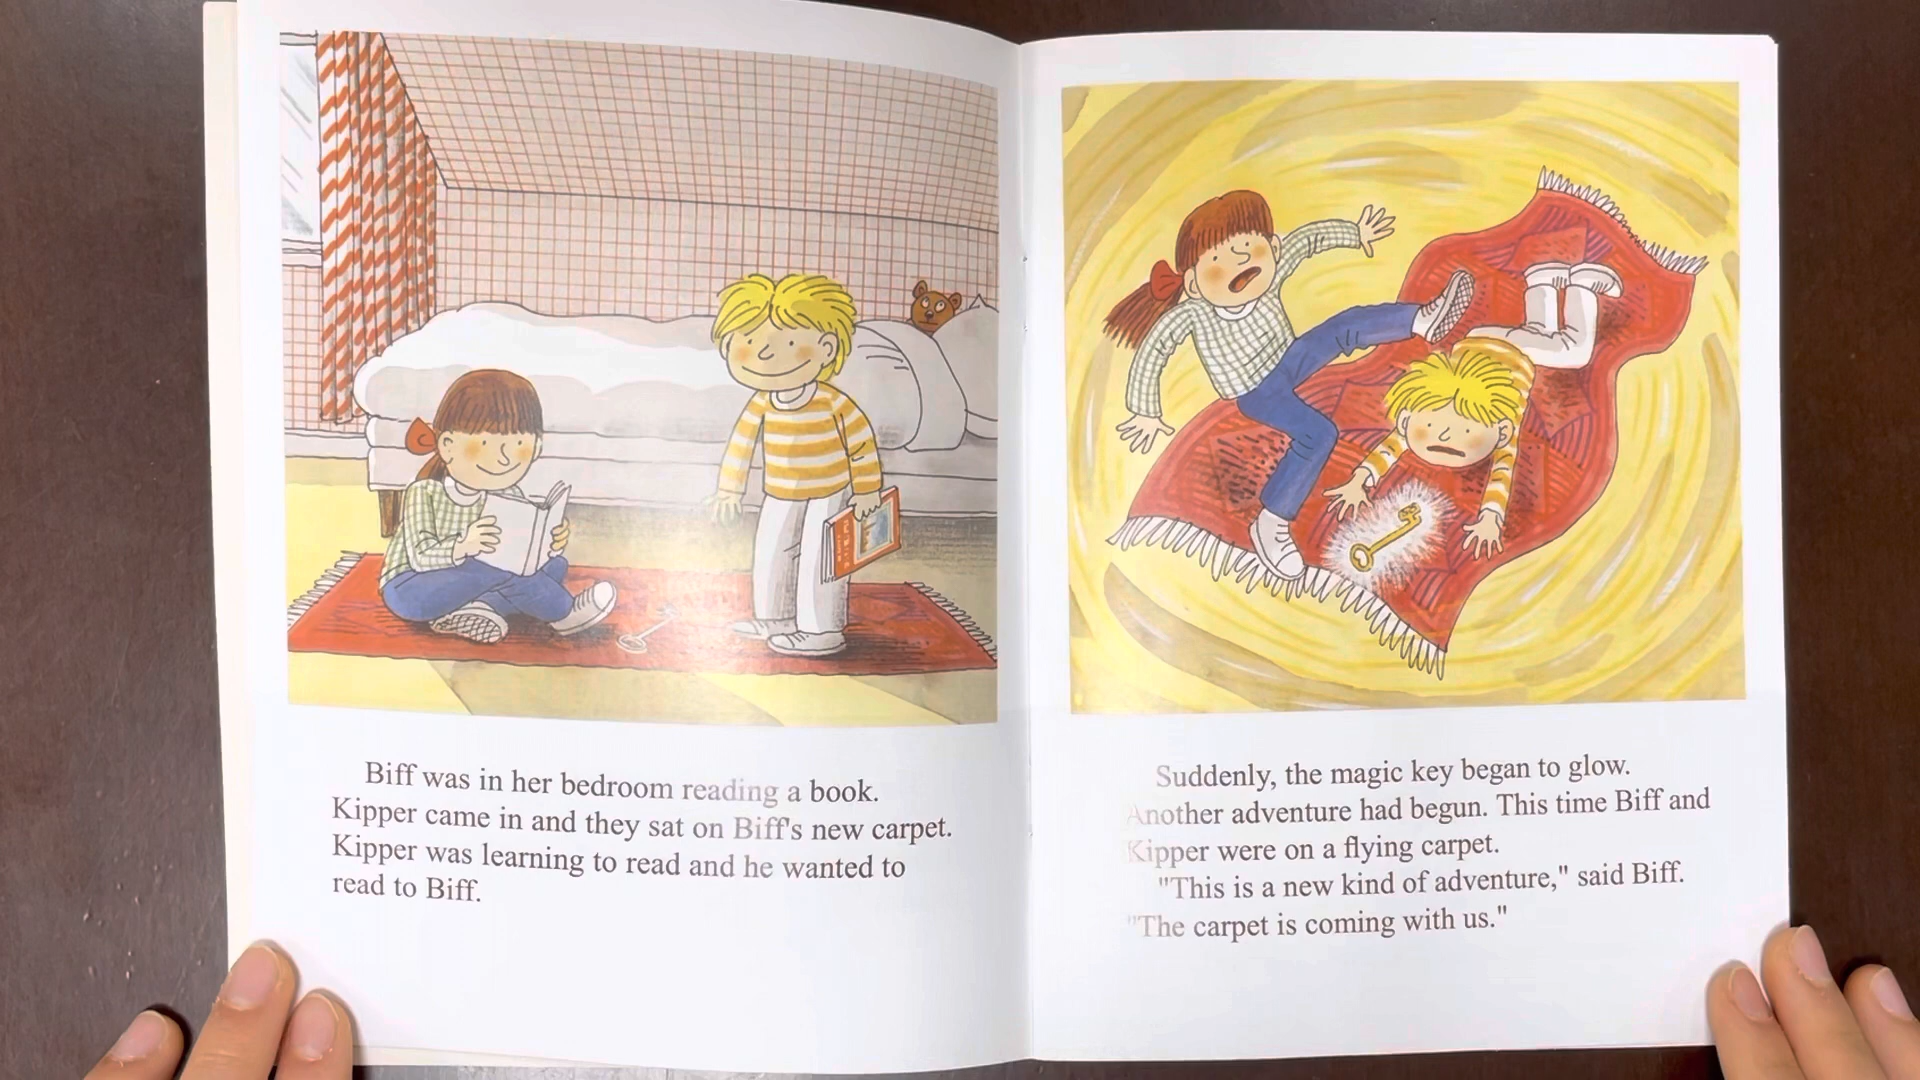 Biff was in her bedroom reading a book.
Kipper came in and they sat on Biff's new carpet.
Kipper was learning to read and he wanted to
read to Biff.
Suddenly, the magic key began to glow.
Another adventure had begun. This time Biff and
Kipper were on a flying carpet.
"This is a new kind of adventure," said Biff.
"The carpet is coming with us."